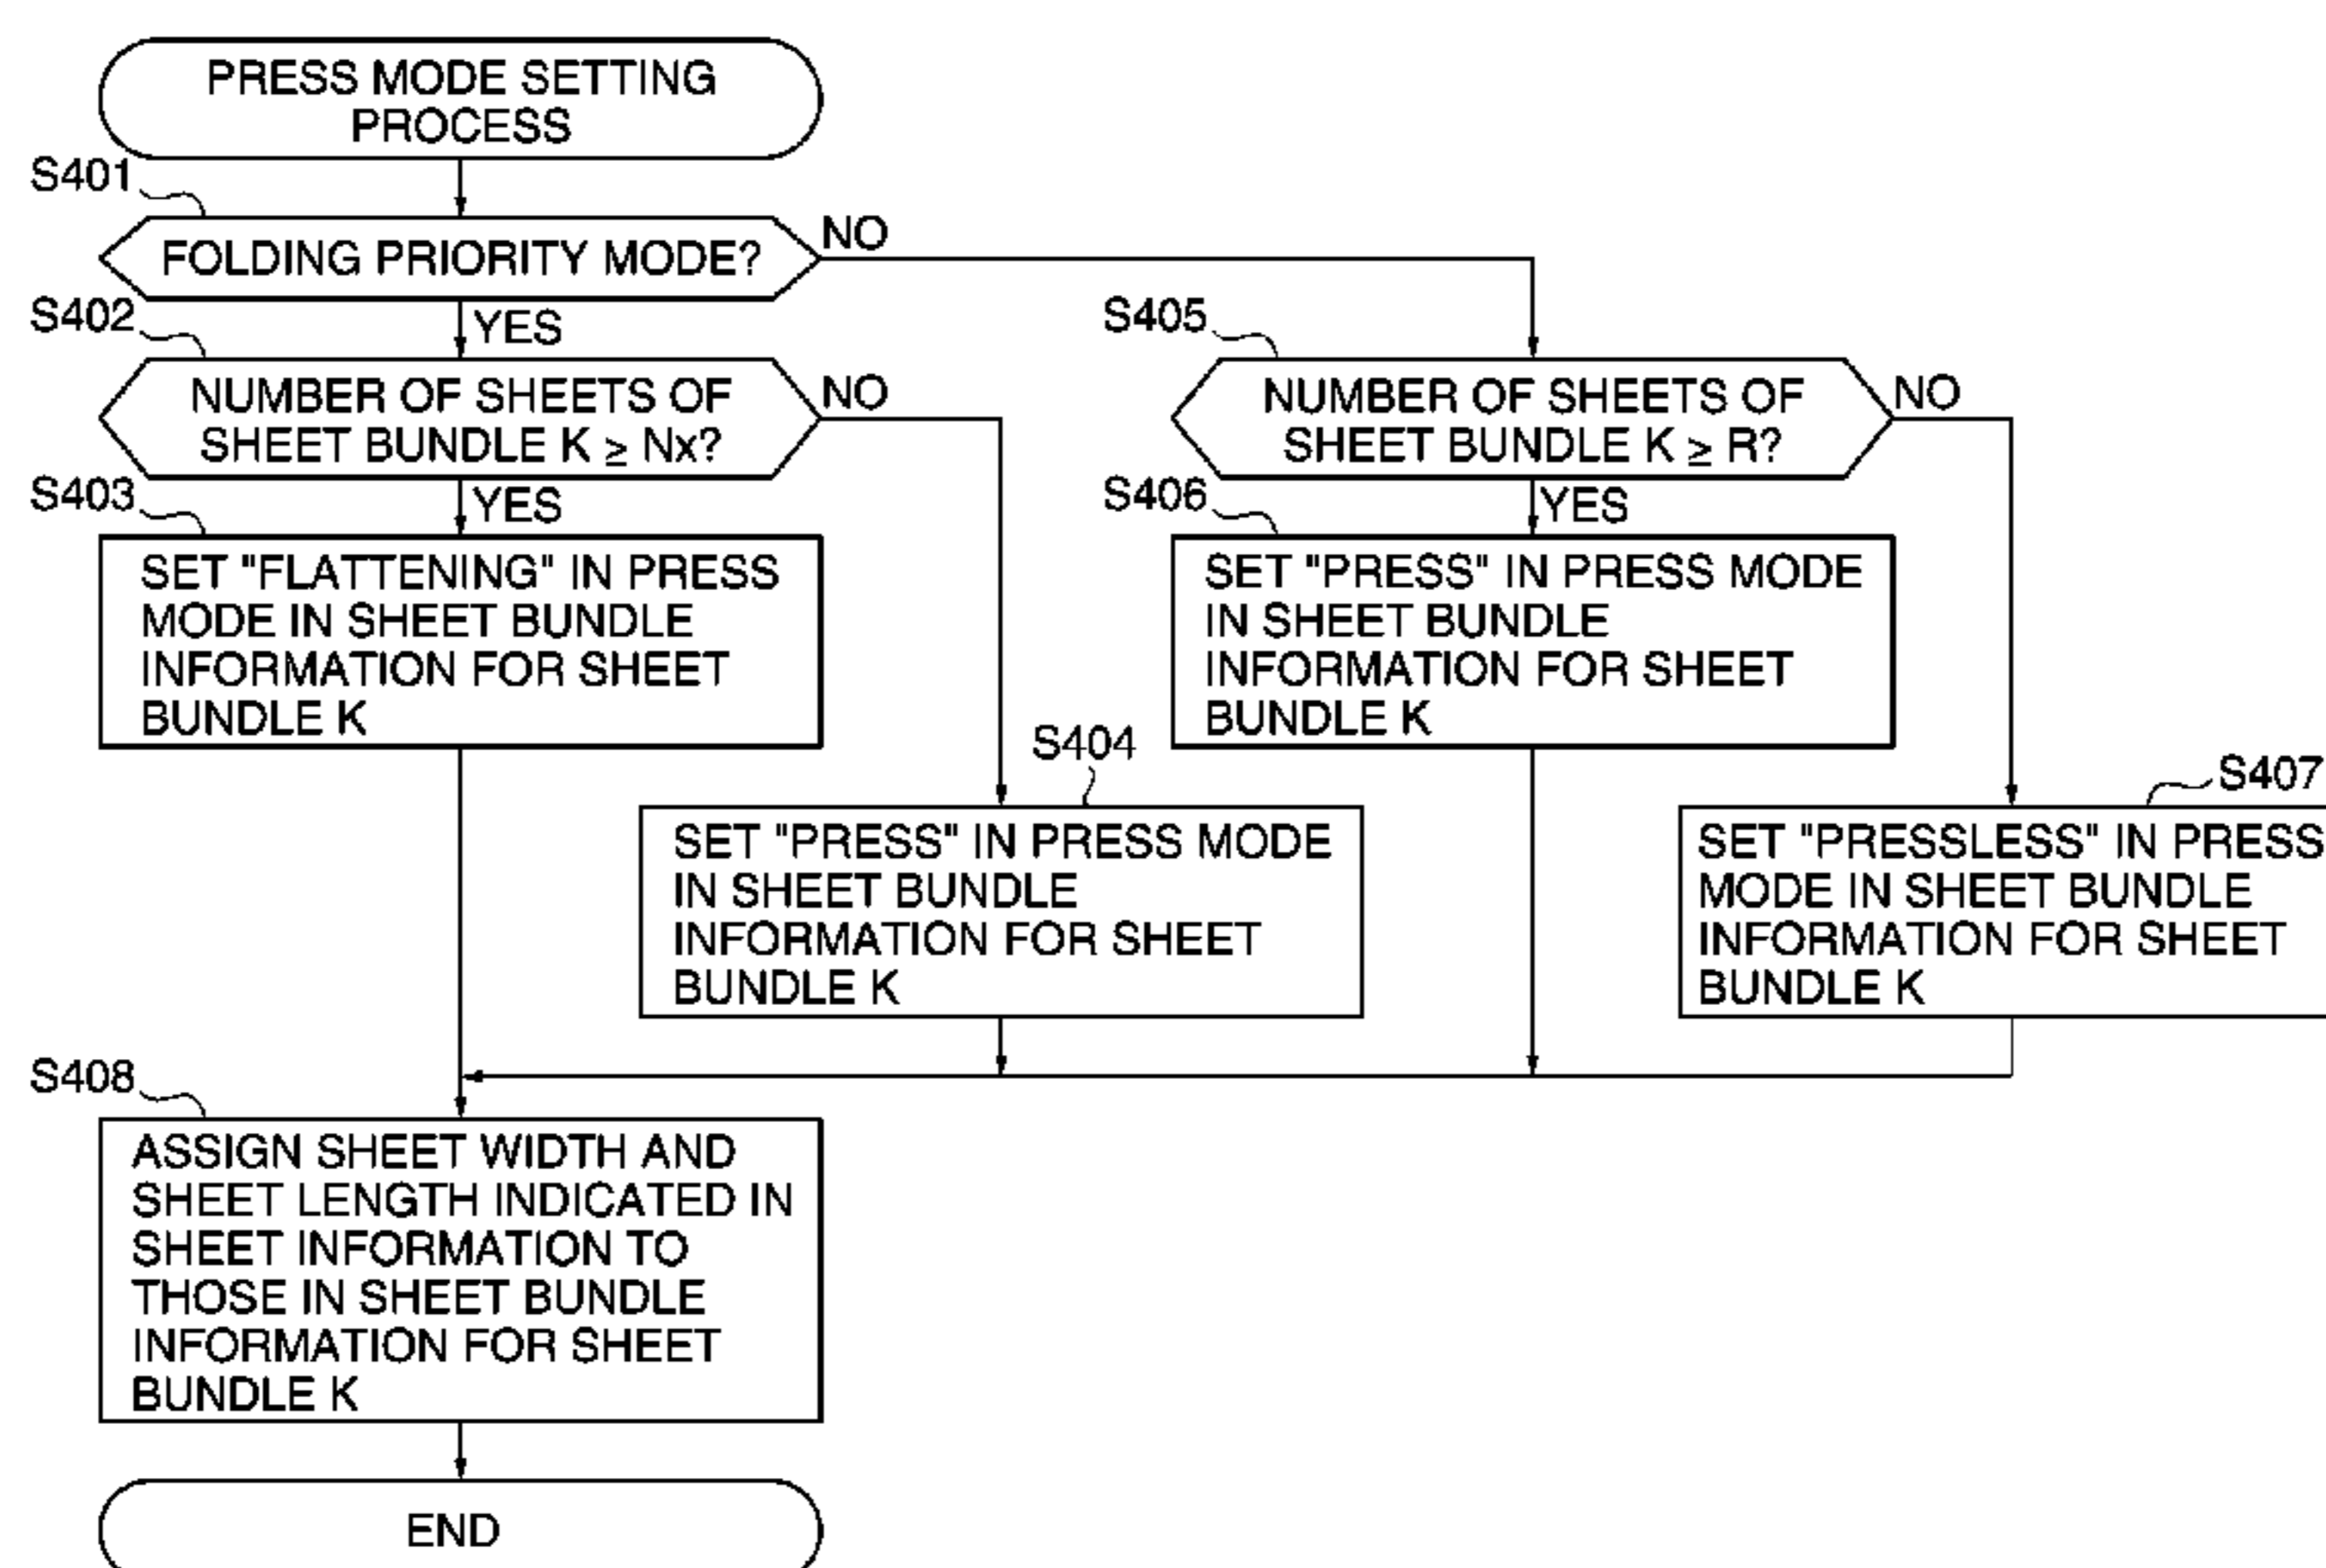 PRESS MODE SETTING
PROCESS
S401
FOLDING PRIORITY MODE?
NO
YES
S402
NUMBER OF SHEETS OF
SHEET BUNDLE K ≥ Nx?
NO
YES
S403
SET "FLATTENING" IN PRESS
MODE IN SHEET BUNDLE
INFORMATION FOR SHEET
BUNDLE K
S404
SET "PRESS" IN PRESS MODE
IN SHEET BUNDLE
INFORMATION FOR SHEET
BUNDLE K
S405
NUMBER OF SHEETS OF
SHEET BUNDLE K ≥ R?
NO
YES
S406
SET "PRESS" IN PRESS MODE
IN SHEET BUNDLE
INFORMATION FOR SHEET
BUNDLE K
S407
SET "PRESSLESS" IN PRESS
MODE IN SHEET BUNDLE
INFORMATION FOR SHEET
BUNDLE K
S408
ASSIGN SHEET WIDTH AND
SHEET LENGTH INDICATED IN
SHEET INFORMATION TO
THOSE IN SHEET BUNDLE
INFORMATION FOR SHEET
BUNDLE K
END